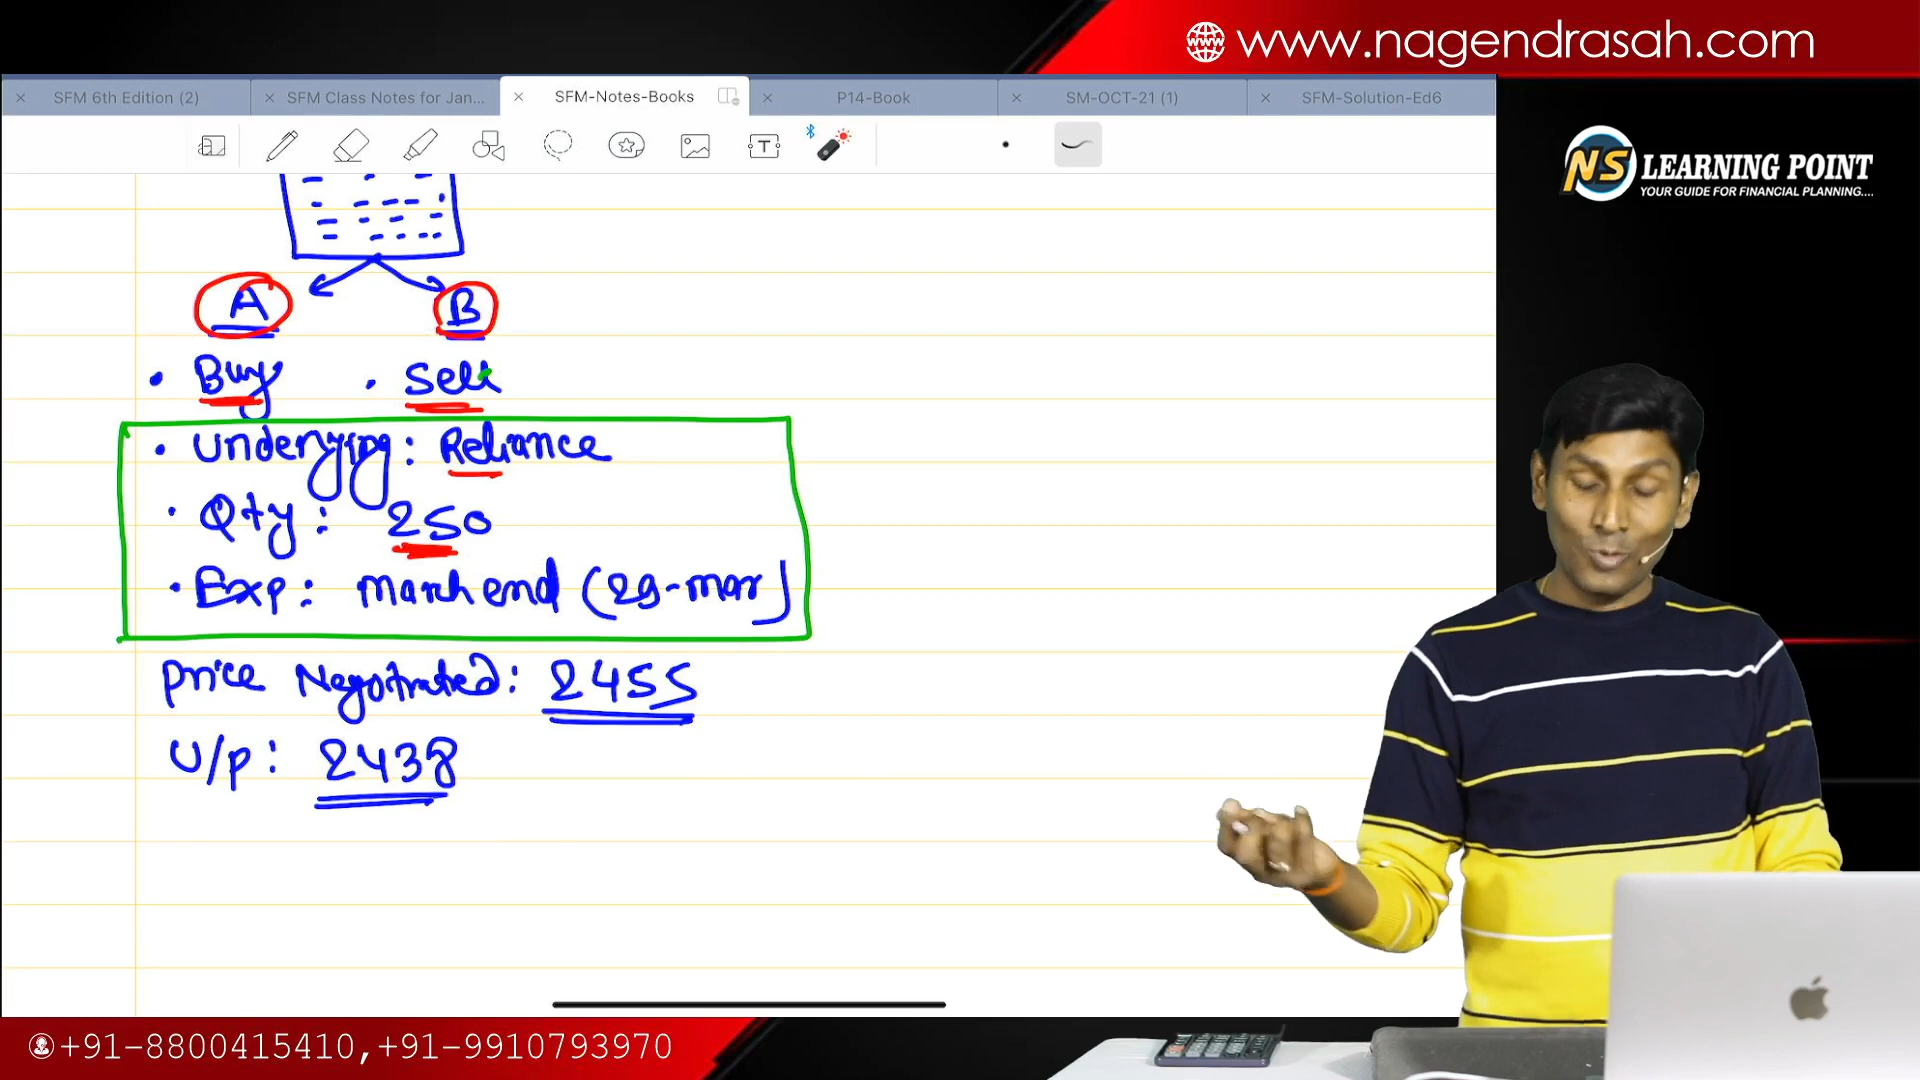 www.nagendrasah.com
SFM 6th Edition (2)
SFM Class Notes for Jan...
SFM-Notes-Books
P14-Book
SM-OCT-21 (1)
SFM-Solution-Ed6
NS LEARNING POINT
YOUR GUIDE FOR FINANCIAL PLANNING....
A B
• Buy • Sell
• Underlying: Reliance
• Qty: 250
• Exp: March end (29-mar)
Price Negotiated: 2455
U/p: 2438
+91-8800415410,+91-9910793970